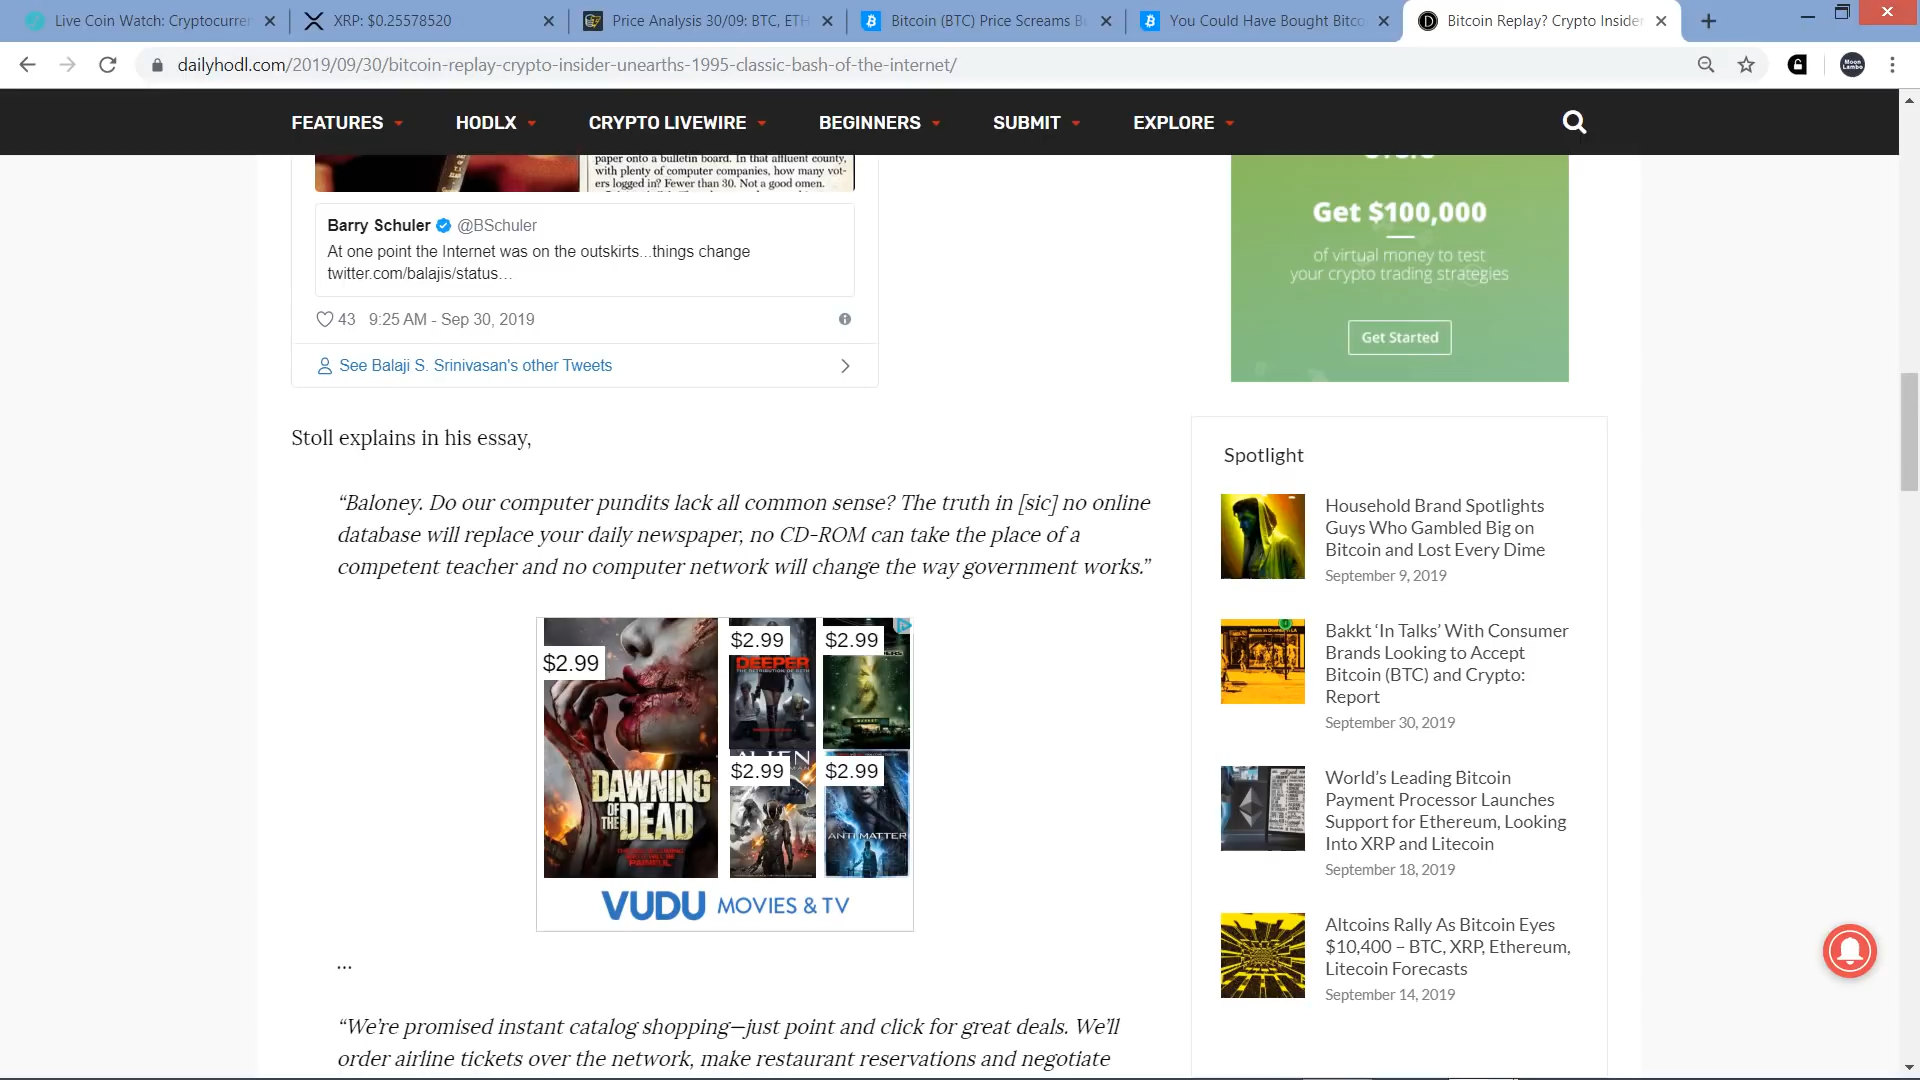 Live Coin Watch: Cryptocurren
XRP: $0.25578520
Price Analysis 30/09: BTC, ETH
Bitcoin (BTC) Price Screams Bu
You Could Have Bought Bitco
Bitcoin Replay? Crypto Insider
dailyhodl.com/2019/09/30/bitcoin-replay-crypto-insider-unearths-1995-classic-bash-of-the-internet/
FEATURES
HODLX
CRYPTO LIVEWIRE
BEGINNERS
SUBMIT
EXPLORE
paper onto a bulletin board. In that affluent county,
with plenty of computer companies, how many vot-
ers logged in? Fewer than 30. Not a good omen.
Barry Schuler @BSchuler
At one point the Internet was on the outskirts...things change
twitter.com/balajis/status...
43 9:25 AM - Sep 30, 2019
See Balaji S. Srinivasan's other Tweets
Stoll explains in his essay,
“Baloney. Do our computer pundits lack all common sense? The truth in [sic] no online
database will replace your daily newspaper, no CD-ROM can take the place of a
competent teacher and no computer network will change the way government works.”
$2.99
$2.99
$2.99
DEEPER
$2.99
$2.99
DAWNING
OF THE DEAD
ANTI MATTER
VUDU MOVIES & TV
...
“We’re promised instant catalog shopping—just point and click for great deals. We’ll
order airline tickets over the network, make restaurant reservations and negotiate
Get $100,000
of virtual money to test
your crypto trading strategies
Get Started
Spotlight
Household Brand Spotlights
Guys Who Gambled Big on
Bitcoin and Lost Every Dime
September 9, 2019
Bakkt ‘In Talks’ With Consumer
Brands Looking to Accept
Bitcoin (BTC) and Crypto:
Report
September 30, 2019
World’s Leading Bitcoin
Payment Processor Launches
Support for Ethereum, Looking
Into XRP and Litecoin
September 18, 2019
Altcoins Rally As Bitcoin Eyes
$10,400 – BTC, XRP, Ethereum,
Litecoin Forecasts
September 14, 2019